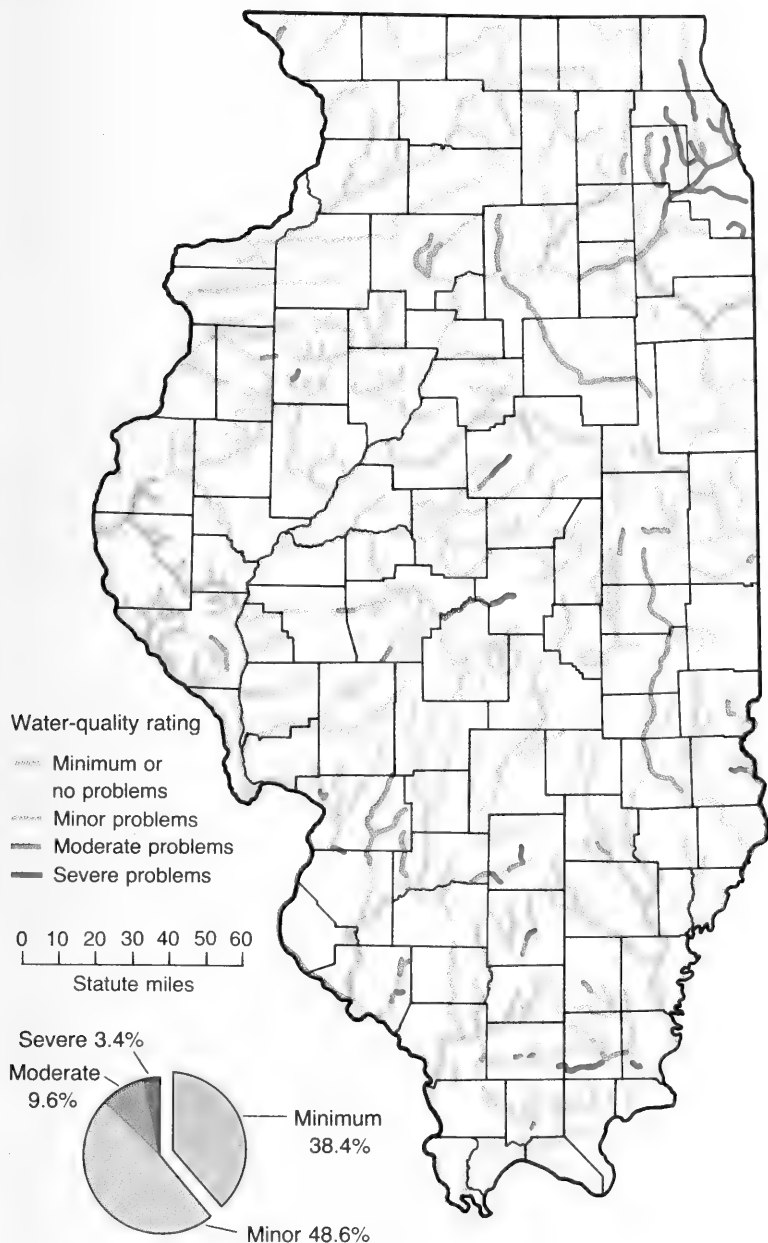 Water-quality rating
Minimum or
no problems
Minor problems
Moderate problems
Severe problems
0 10 20 30 40 50 60
Statute miles
Severe 3.4%
Moderate
9.6%
Minimum
38.4%
Minor 48.6%